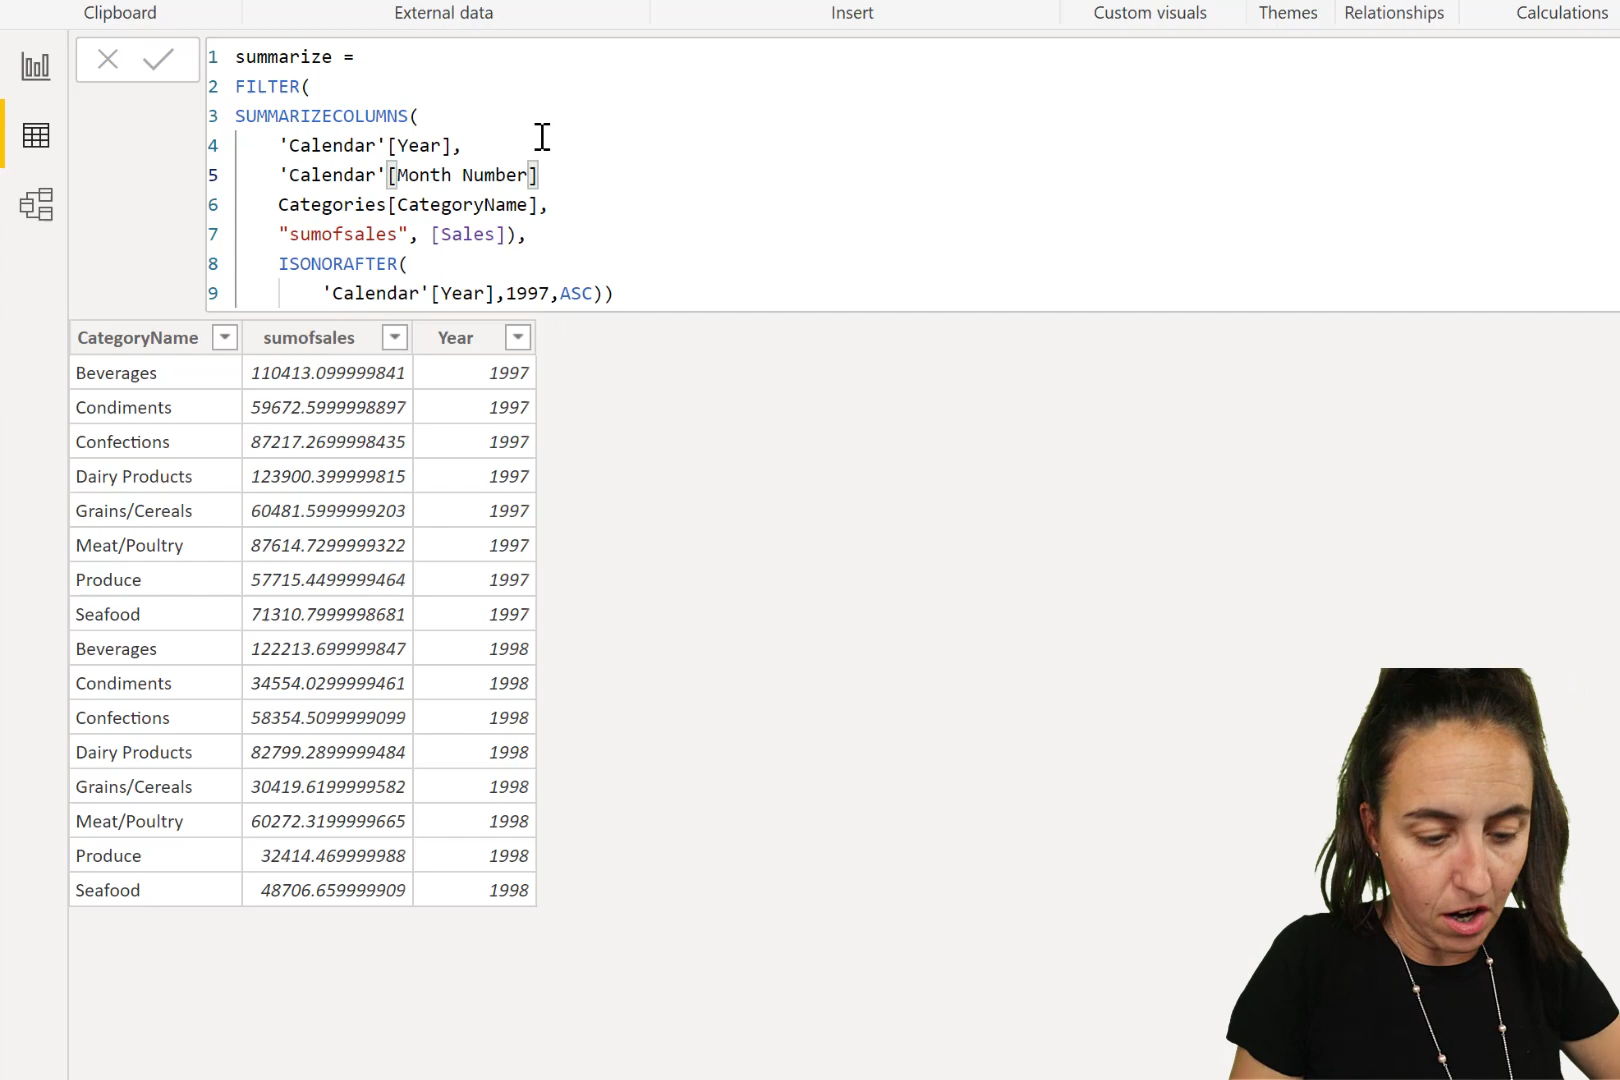 Clipboard External data Insert Custom visuals Themes Relationships Calculations
1 summarize =
2 FILTER(
3 SUMMARIZECOLUMNS(
4 'Calendar'[Year],
5 'Calendar'[Month Number]
6 Categories[CategoryName],
7 "sumofsales", [Sales]),
8 ISONORAFTER(
9 'Calendar'[Year],1997,ASC))
CategoryName sumofsales Year
Beverages 110413.099999841 1997
Condiments 59672.5999998897 1997
Confections 87217.2699998435 1997
Dairy Products 123900.399999815 1997
Grains/Cereals 60481.5999999203 1997
Meat/Poultry 87614.7299999322 1997
Produce 57715.4499999464 1997
Seafood 71310.7999998681 1997
Beverages 122213.699999847 1998
Condiments 34554.0299999461 1998
Confections 58354.5099999099 1998
Dairy Products 82799.2899999484 1998
Grains/Cereals 30419.6199999582 1998
Meat/Poultry 60272.3199999665 1998
Produce 32414.469999988 1998
Seafood 48706.659999909 1998